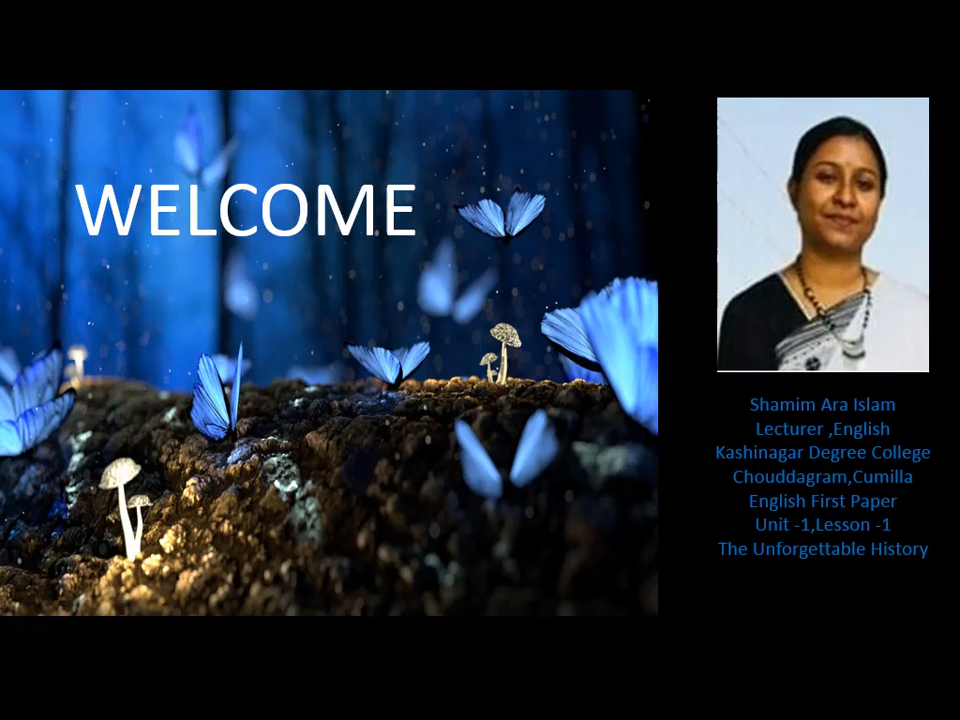 WELCOME
Shamim Ara Islam
Lecturer ,English
Kashinagar Degree College
Chouddagram,Cumilla
English First Paper
Unit -1,Lesson -1
The Unforgettable History